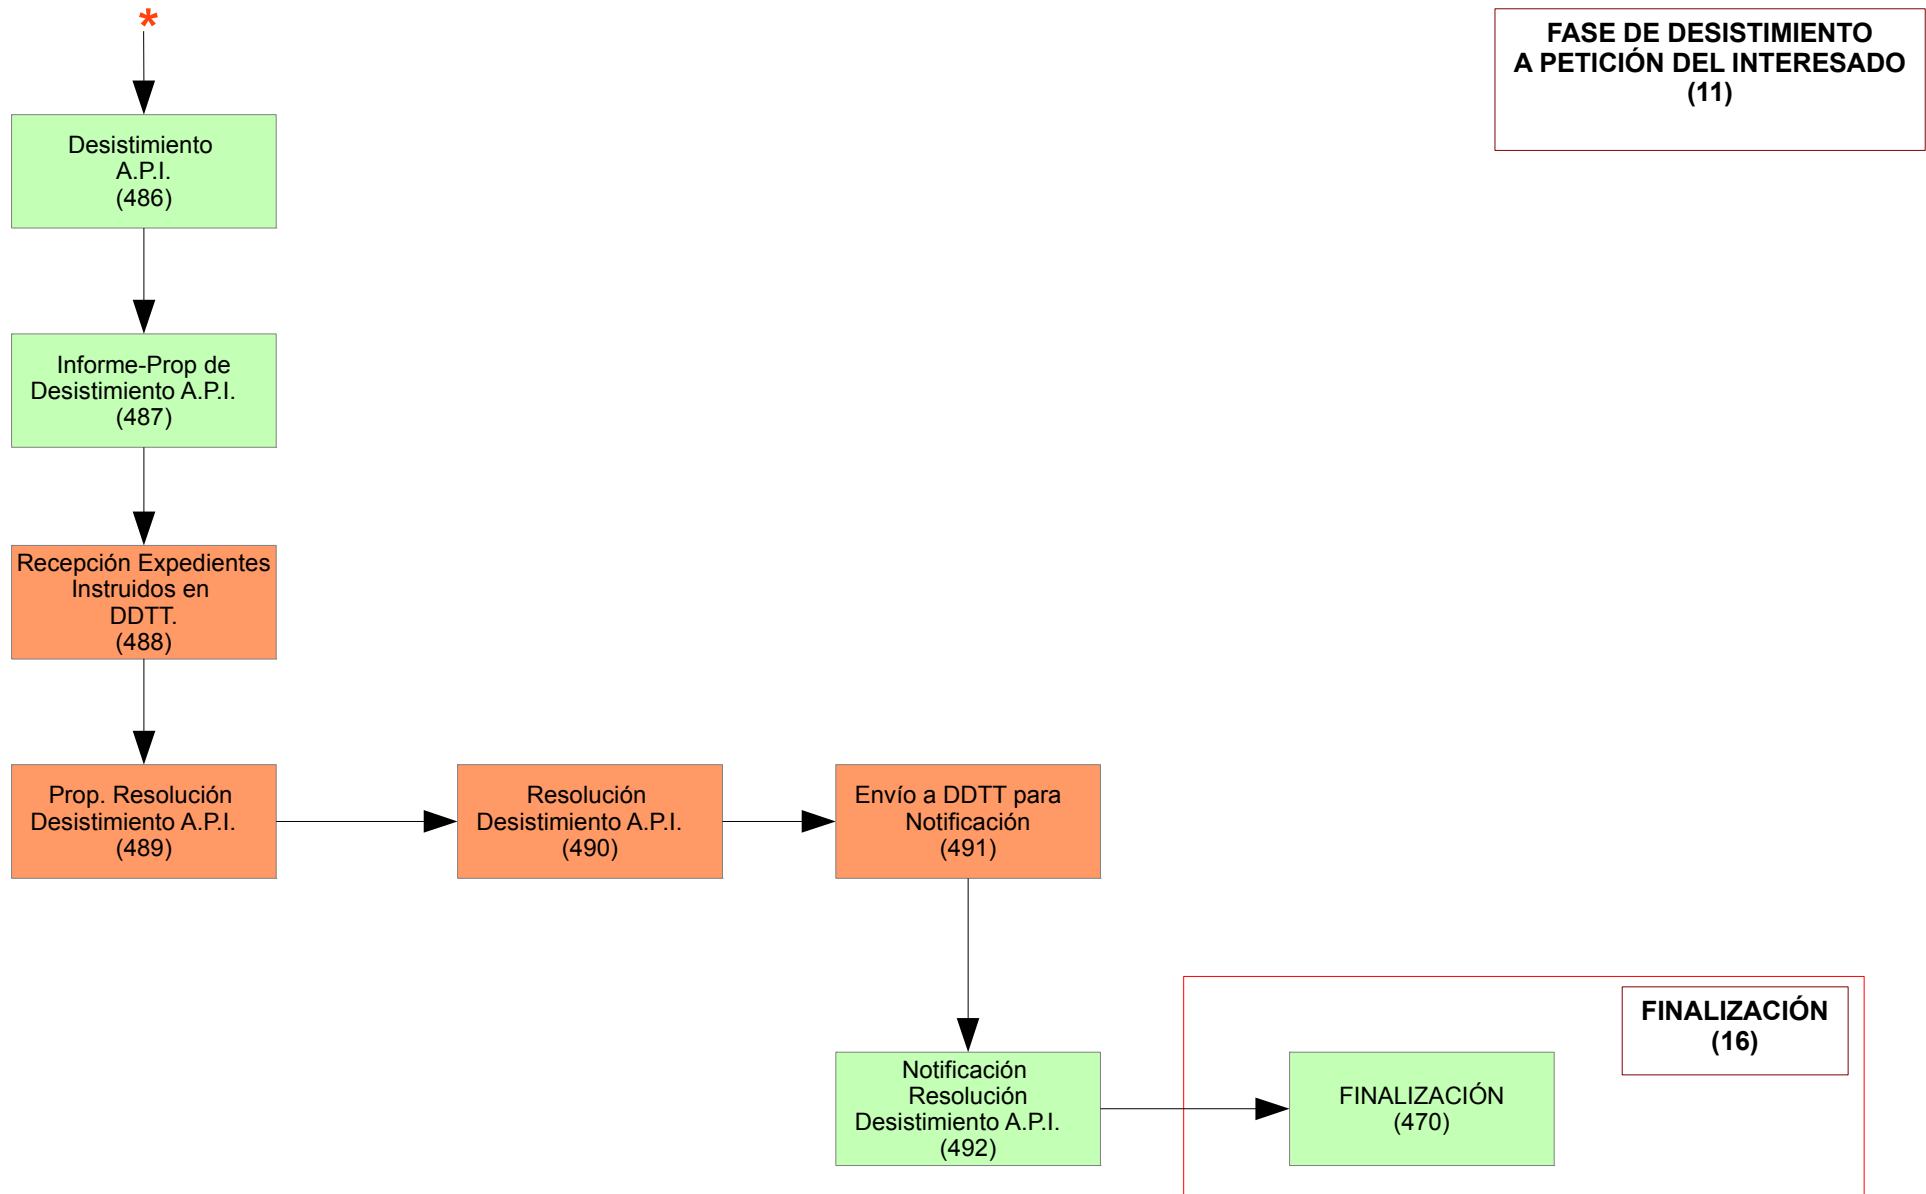 *
FASE DE DESISTIMIENTO
A PETICIÓN DEL INTERESADO
(11)
Desistimiento
A.P.I.
(486)
Informe-Prop de
Desistimiento A.P.I.
(487)
Recepción Expedientes
Instruidos en
DDTT.
(488)
Prop. Resolución
Desistimiento A.P.I.
(489)
Resolución
Desistimiento A.P.I.
(490)
Envío a DDTT para
Notificación
(491)
Notificación
Resolución
Desistimiento A.P.I.
(492)
FINALIZACIÓN
(16)
FINALIZACIÓN
(470)